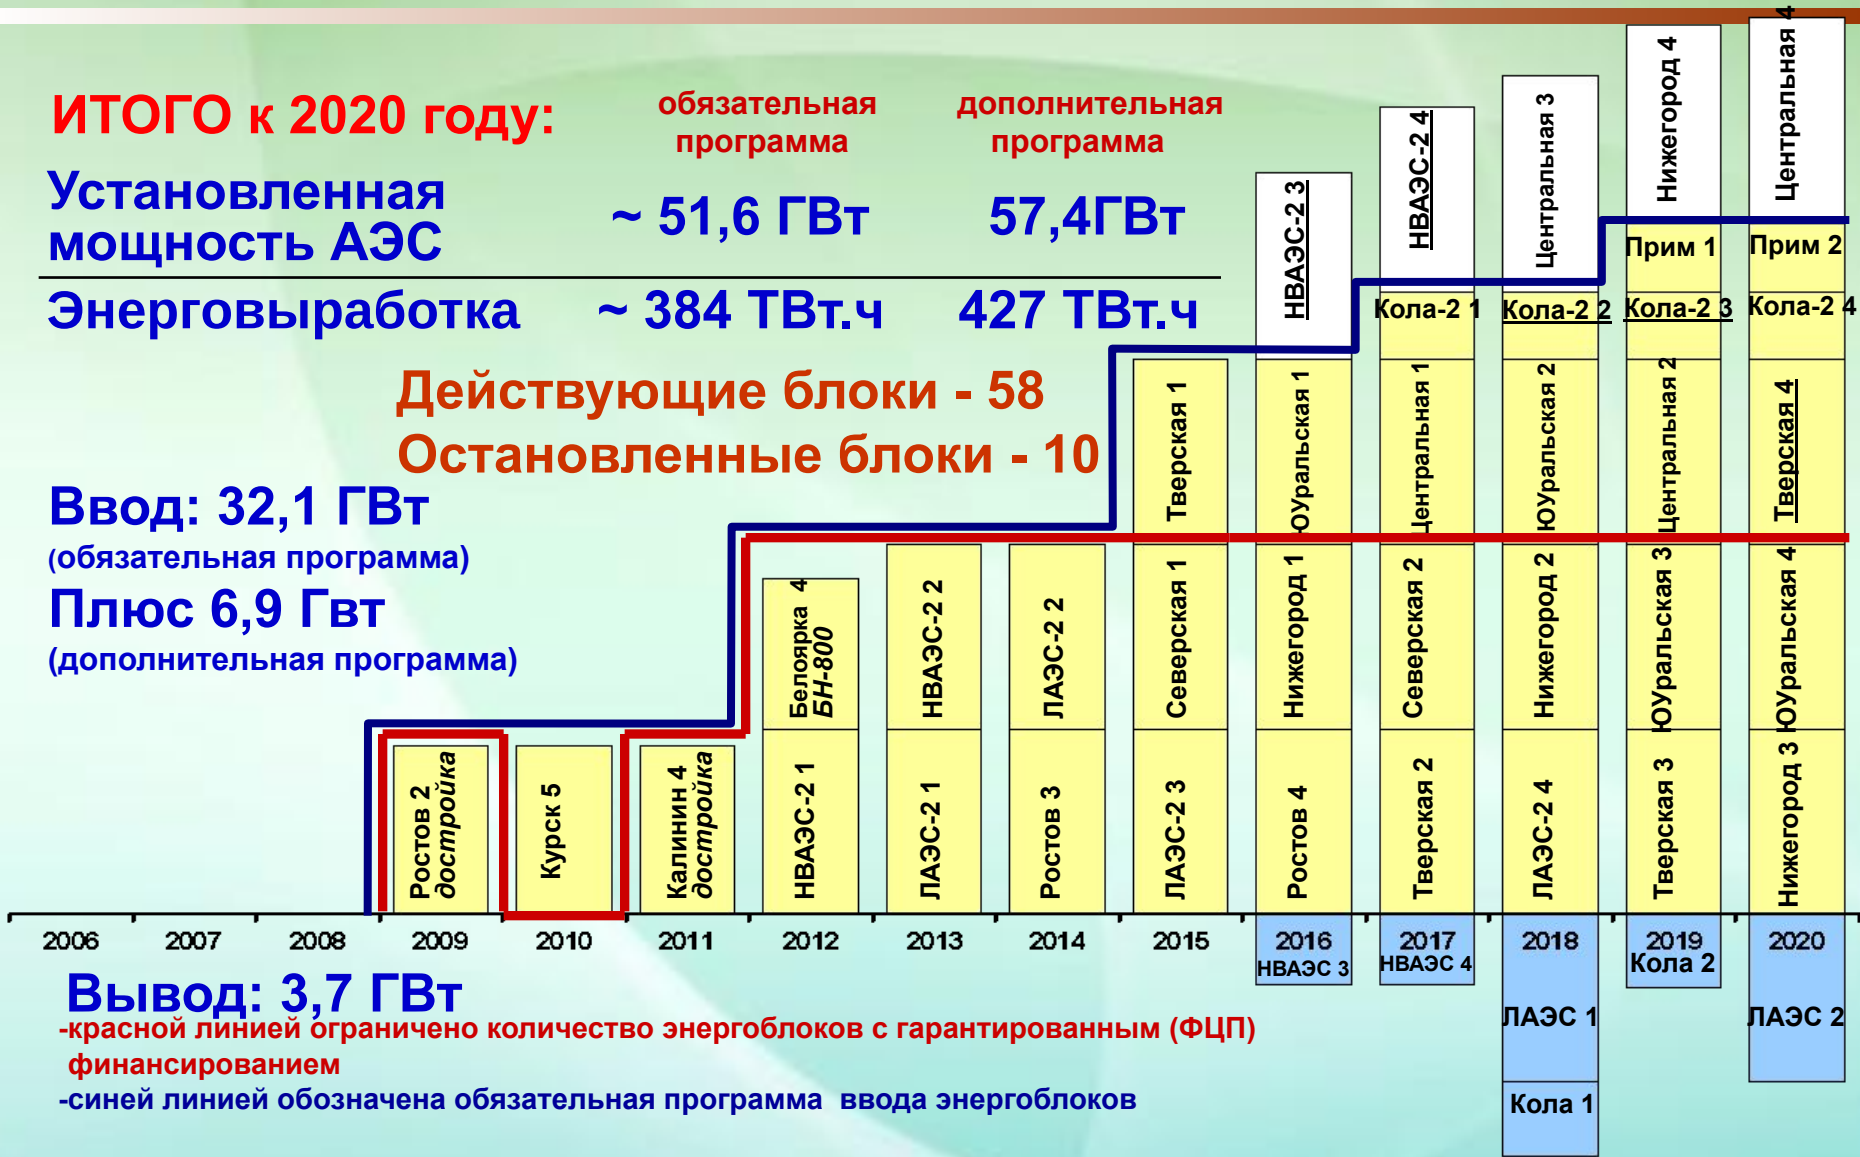 ИТОГО к 2020 году:
обязательная
программа
дополнительная
программа
Установленная
мощность АЭС
~ 51,6 ГВт
57,4ГВт
Энерговыработка
~ 384 ТВт.ч
427 ТВт.ч
Действующие блоки - 58
Остановленные блоки - 10
Ввод: 32,1 ГВт
(обязательная программа)
Плюс 6,9 Гвт
(дополнительная программа)
Ростов 2
достройка
Курск 5
Калинин 4
достройка
Белоярка 4
БН-800
НВАЭС-2 1
НВАЭС-2 2
ЛАЭС-2 1
ЛАЭС-2 2
Ростов 3
Тверская 1
Северская 1
ЛАЭС-2 3
НВАЭС-2 3
ЮУральская 1
Нижегород 1
Ростов 4
НВАЭС-2 4
Кола-2 1
Центральная 1
Северская 2
Тверская 2
Центральная 3
Кола-2 2
ЮУральская 2
Нижегород 2
ЛАЭС-2 4
Нижегород 4
Прим 1
Кола-2 3
Центральная 2
ЮУральская 3
Тверская 3
Центральная 4
Прим 2
Кола-2 4
Тверская 4
ЮУральская 4
Нижегород 3
2006 2007 2008 2009 2010 2011 2012 2013 2014 2015 2016 2017 2018 2019 2020
НВАЭС 3
НВАЭС 4
ЛАЭС 1
Кола 1
Кола 2
ЛАЭС 2
Вывод: 3,7 ГВт
-красной линией ограничено количество энергоблоков с гарантированным (ФЦП)
финансированием
-синей линией обозначена обязательная программа ввода энергоблоков